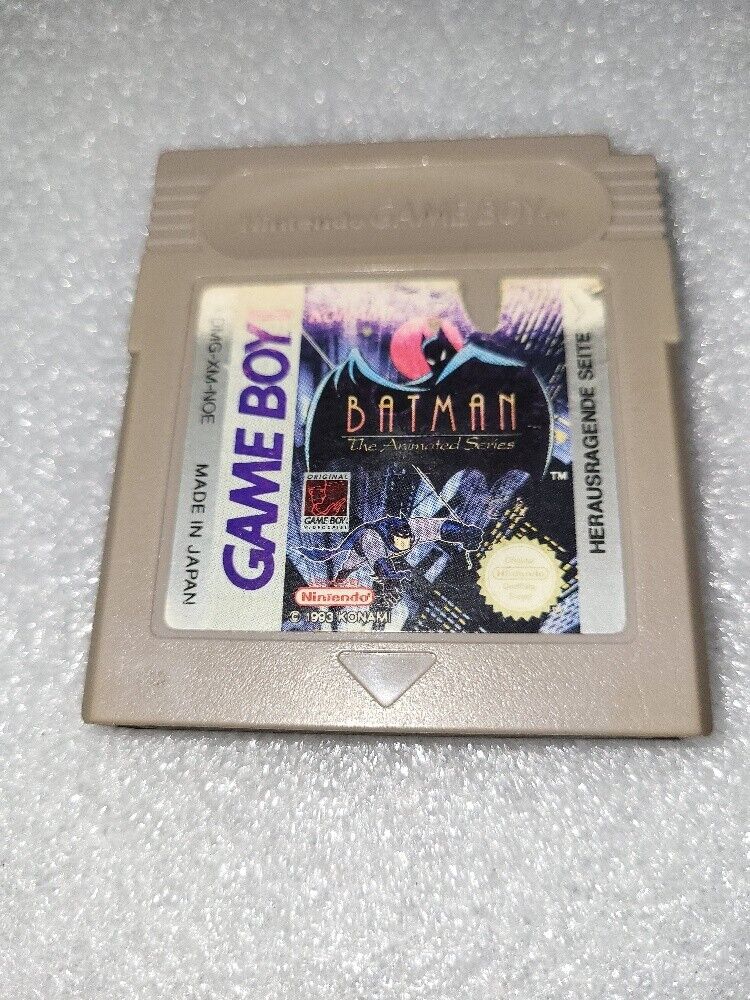 Nintendo GAME BOY
DMG-XM-NOE
MADE IN JAPAN
GAME BOY
BATMAN
The Animated Series
TM
ORIGINAL
GAME BOY
Nintendo
© 1993 KONAMI
Nintendo
HERAUSRAGENDE SEITE